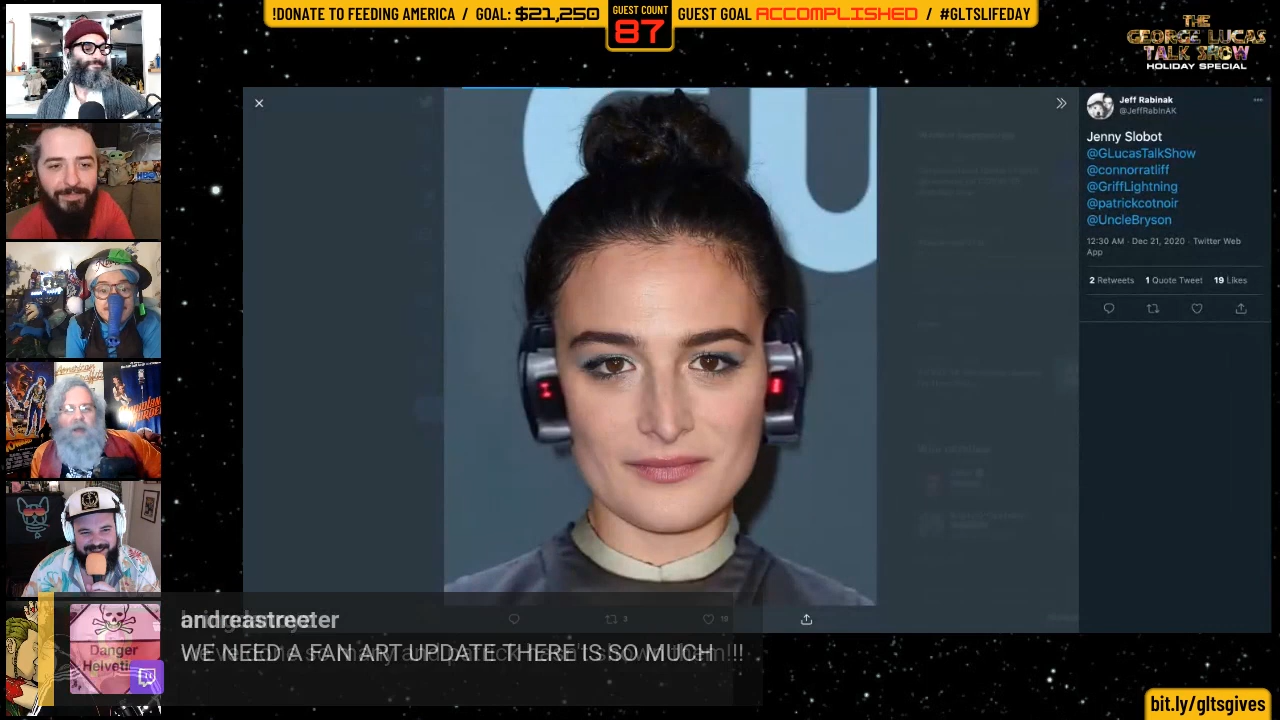 !DONATE TO FEEDING AMERICA / GOAL: $21,250
GUEST COUNT
87
GUEST GOAL ACCOMPLISHED / #GLTSLIFEDAY
THE
GEORGE LUCAS
TALK SHOW
HOLIDAY SPECIAL
Jeff Rabinak
@JeffRabinAK
Jenny Slobot
@GLucasTalkShow
@connorratliff
@GriffLightning
@patrickcotnoir
@UncleBryson
12:30 AM · Dec 21, 2020 · Twitter Web
App
2 Retweets 1 Quote Tweet 19 Likes
andreastreeter
WE NEED A FAN ART UPDATE THERE IS SO MUCH !!!
Danger
bit.ly/gltsgives